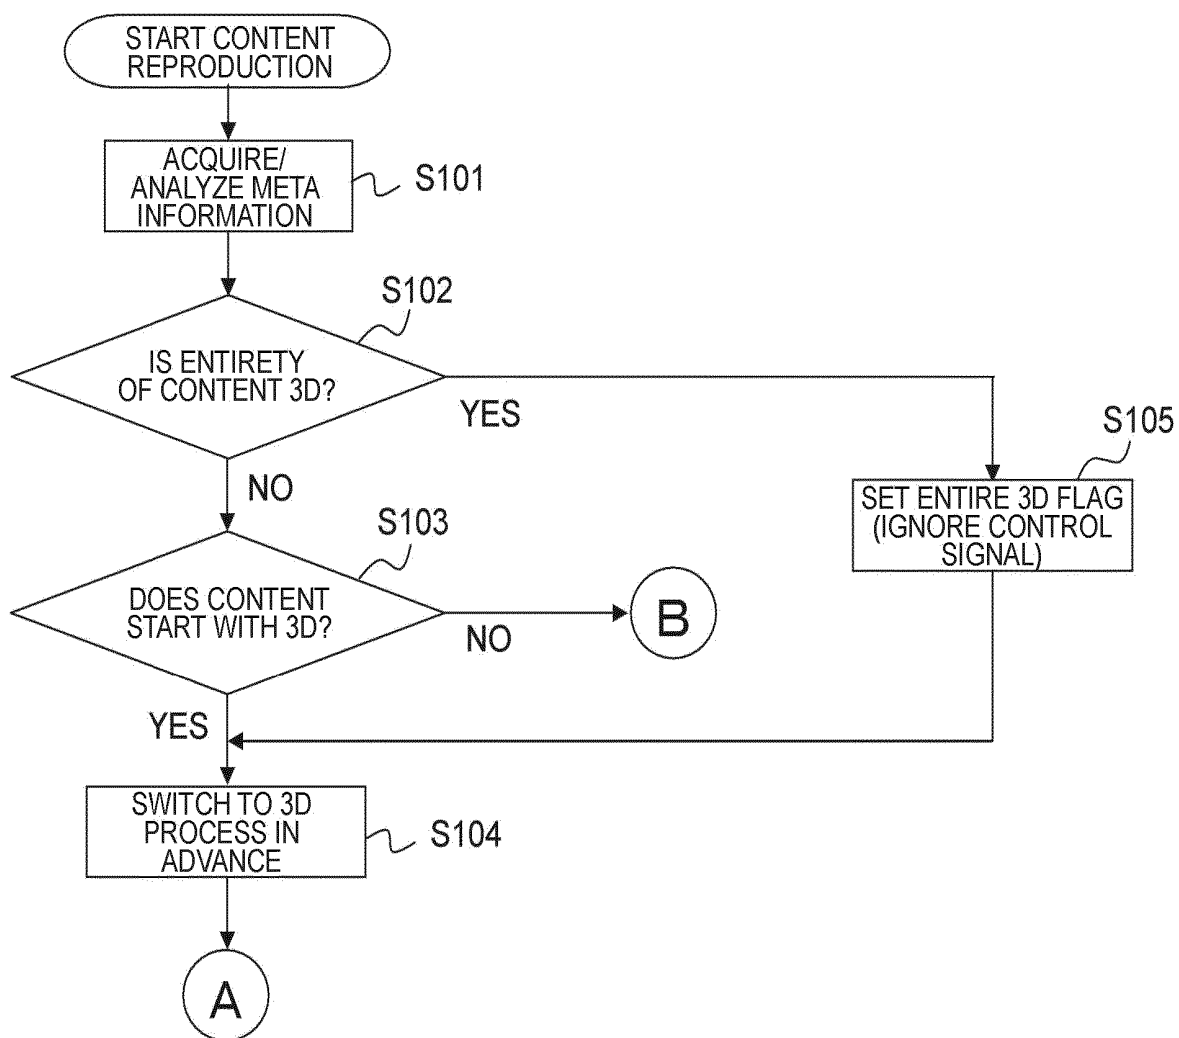 START CONTENT
REPRODUCTION
ACQUIRE/
ANALYZE META
INFORMATION
S101
S102
IS ENTIRETY
OF CONTENT 3D?
YES
NO
S105
SET ENTIRE 3D FLAG
(IGNORE CONTROL
SIGNAL)
S103
DOES CONTENT
START WITH 3D?
NO
B
YES
SWITCH TO 3D
PROCESS IN
ADVANCE
S104
A